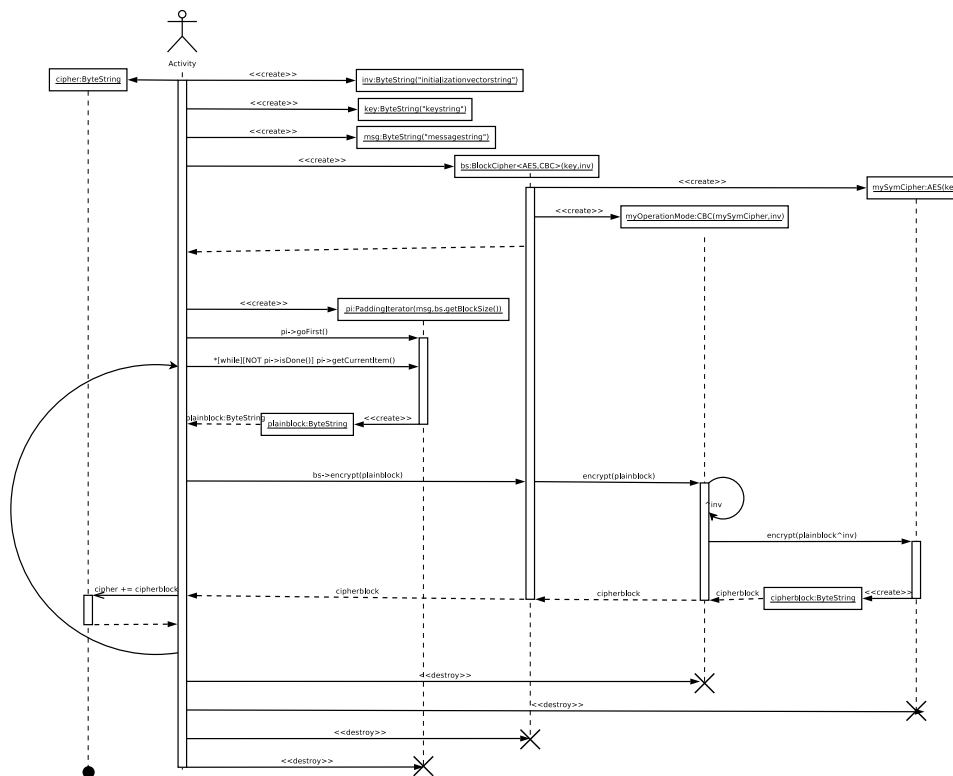 Activity
cipher:ByteString
<<create>>
inv:ByteString("initializationvectorstring")
<<create>>
key:ByteString("keystring")
<<create>>
msg:ByteString("messagestring")
<<create>>
bs:BlockCipher<AES,CBC>(key,inv)
<<create>>
mySymCipher:AES(key
<<create>>
myOperationMode:CBC(mySymCipher,inv)
<<create>>
pi:PaddingIterator(msg,bs.getBlockSize())
pi->goFirst()
*[while][NOT pi->isDone()] pi->getCurrentItem()
plainblock:ByteString
plainblock:ByteString
<<create>>
bs->encrypt(plainblock)
encrypt(plainblock)
^inv
encrypt(plainblock^inv)
cipher += cipherblock
cipherblock
cipherblock
cipherblock
cipherblock:ByteString
<<create>>
<<destroy>>
<<destroy>>
<<destroy>>
<<destroy>>